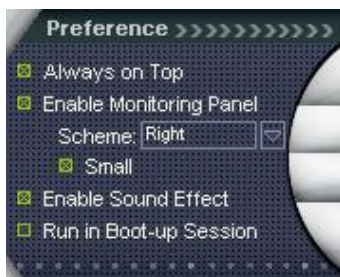 Preference >>>>>>>>>>>
Always on Top
Enable Monitoring Panel
Scheme: Right
Small
Enable Sound Effect
Run in Boot-up Session